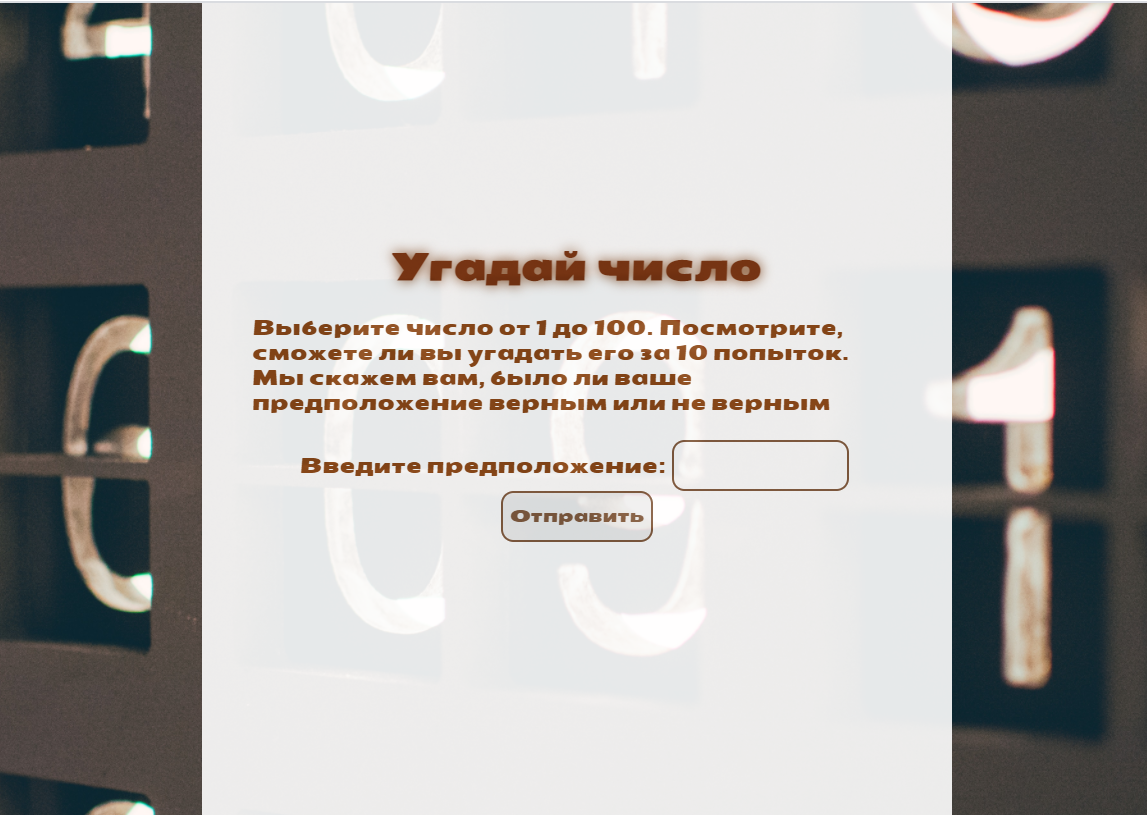 Угадай число
Выберите число от 1 до 100. Посмотрите,
сможете ли вы угадать его за 10 попыток.
Мы скажем вам, было ли ваше
предположение верным или не верным
Введите предположение:
Отправить